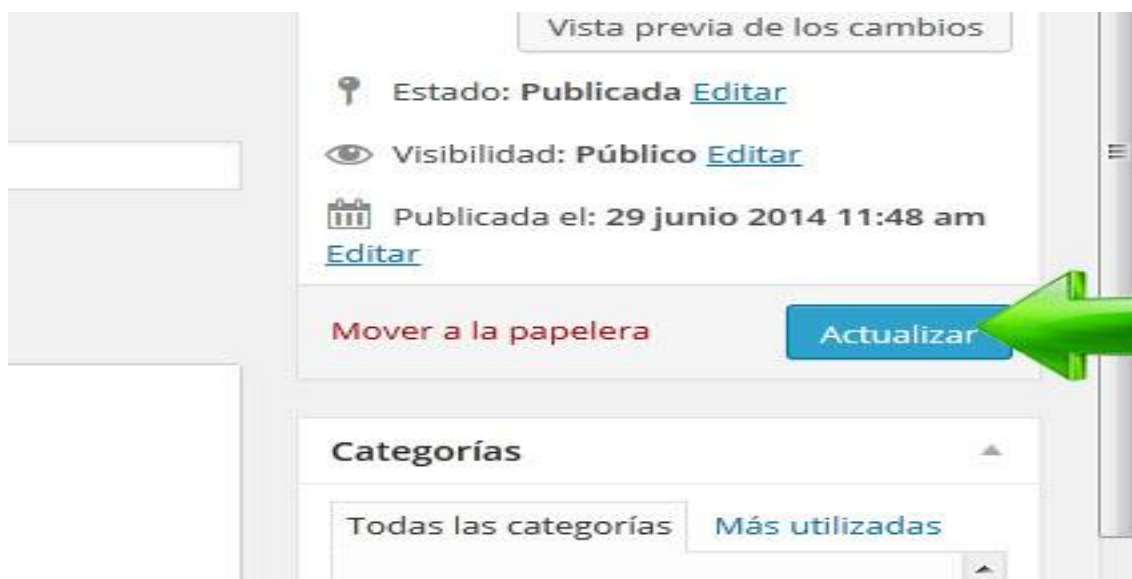 Vista previa de los cambios
Estado: Publicada Editar
Visibilidad: Público Editar
Publicada el: 29 junio 2014 11:48 am
Editar
Mover a la papelera Actualizar
Categorías
Todas las categorías Más utilizadas